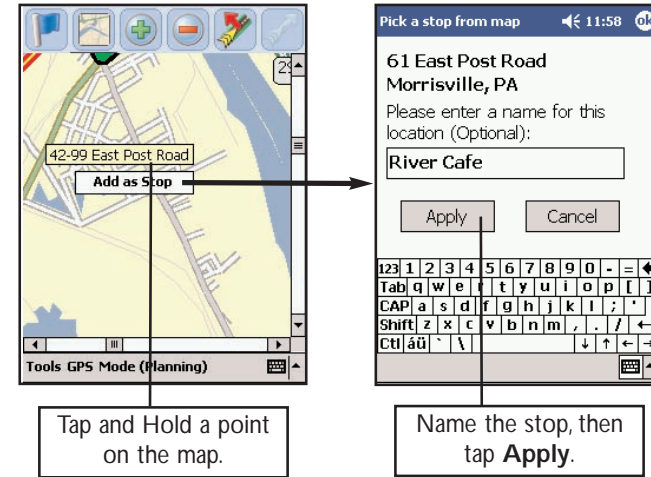 29
42-99 East Post Road
Add as Stop
Tools GPS Mode (Planning)
Tap and Hold a point
on the map.
Pick a stop from map 11:58 ok
61 East Post Road
Morrisville, PA
Please enter a name for this
location (Optional):
River Cafe
Apply Cancel
123 1 2 3 4 5 6 7 8 9 0 - =
Tab q w e r t y u i o p [ ]
CAP a s d f g h j k l ; '
Shift z x c v b n m , . /
Ctl áü ` \
Name the stop, then
tap Apply.